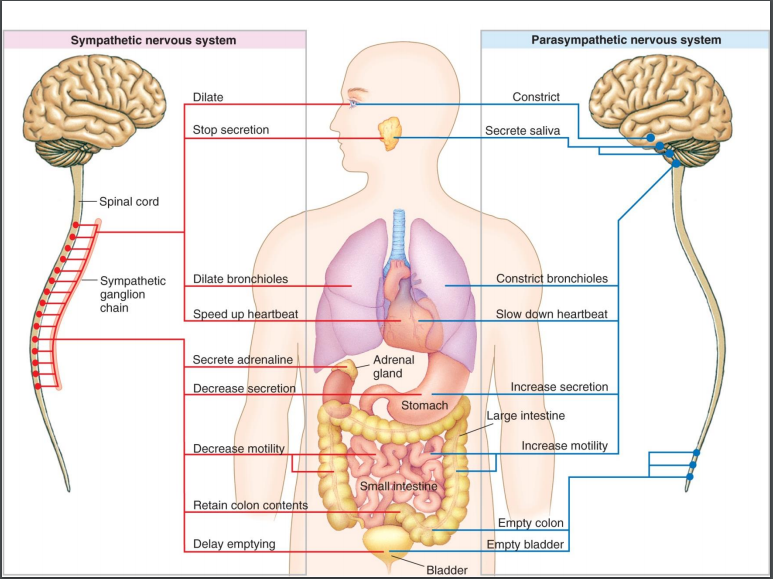 Sympathetic nervous system
Parasympathetic nervous system
Dilate
Constrict
Stop secretion
Secrete saliva
Spinal cord
Sympathetic
ganglion
chain
Dilate bronchioles
Constrict bronchioles
Speed up heartbeat
Slow down heartbeat
Secrete adrenaline
Adrenal
gland
Decrease secretion
Increase secretion
Stomach
Large intestine
Decrease motility
Increase motility
Small intestine
Retain colon contents
Empty colon
Delay emptying
Empty bladder
Bladder